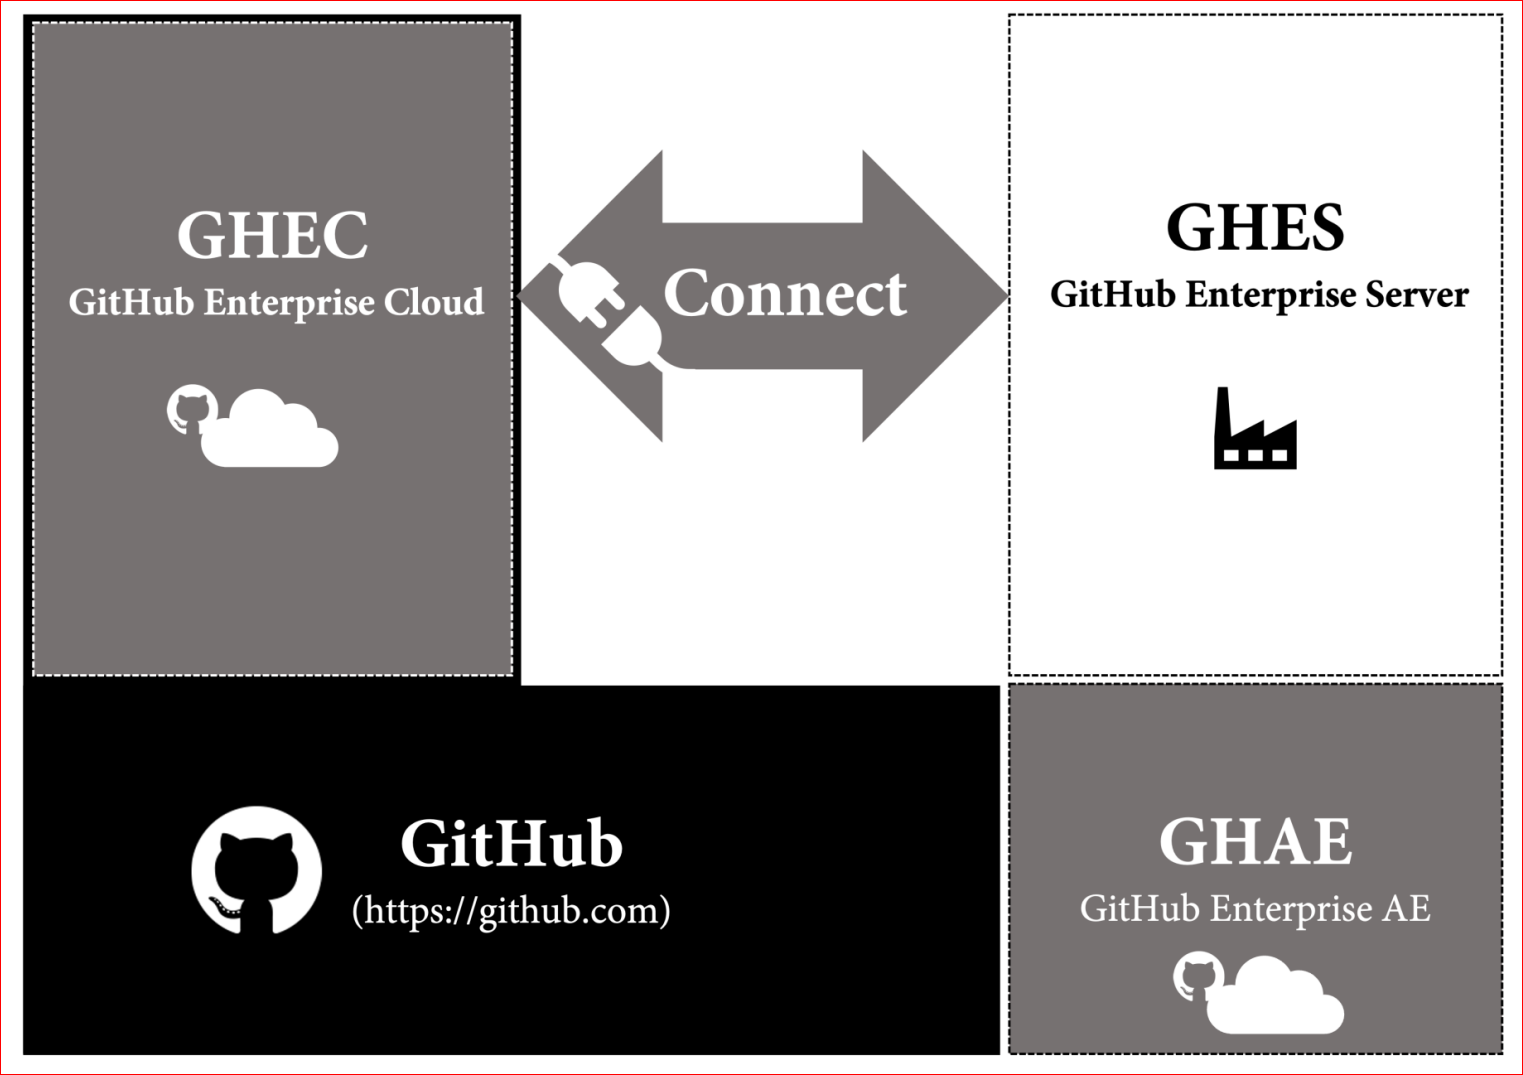 GHEC
GitHub Enterprise Cloud
Connect
GHES
GitHub Enterprise Server
GitHub
(https://github.com)
GHAE
GitHub Enterprise AE